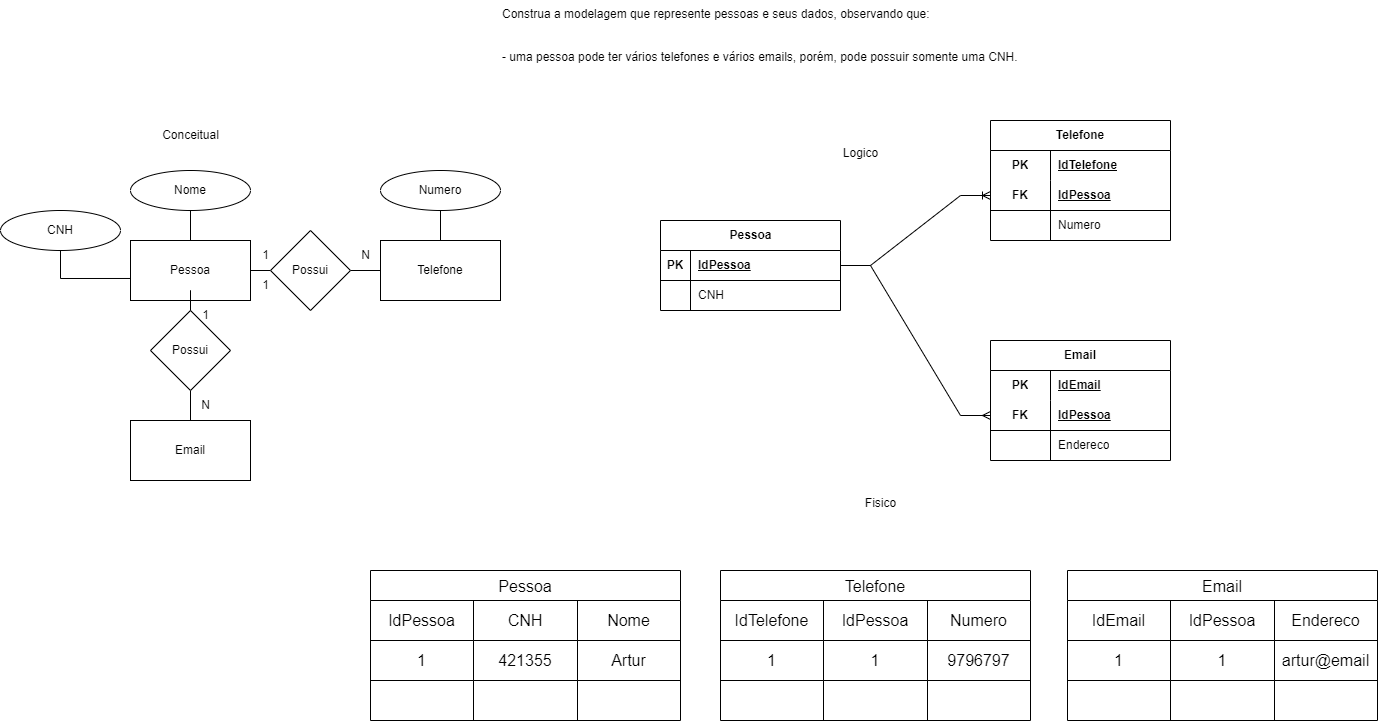 Construa a modelagem que represente pessoas e seus dados, observando que:
- uma pessoa pode ter vários telefones e vários emails, porém, pode possuir somente uma CNH.
Conceitual
Nome
Numero
CNH
Pessoa
1
1
Possui
N
Telefone
1
Possui
N
Email
Logico
Pessoa
PK IdPessoa
CNH
Telefone
PK IdTelefone
FK IdPessoa
Numero
Email
PK IdEmail
FK IdPessoa
Endereco
Fisico
Pessoa
IdPessoa CNH Nome
1 421355 Artur
Telefone
IdTelefone IdPessoa Numero
1 1 9796797
Email
IdEmail IdPessoa Endereco
1 1 artur@email